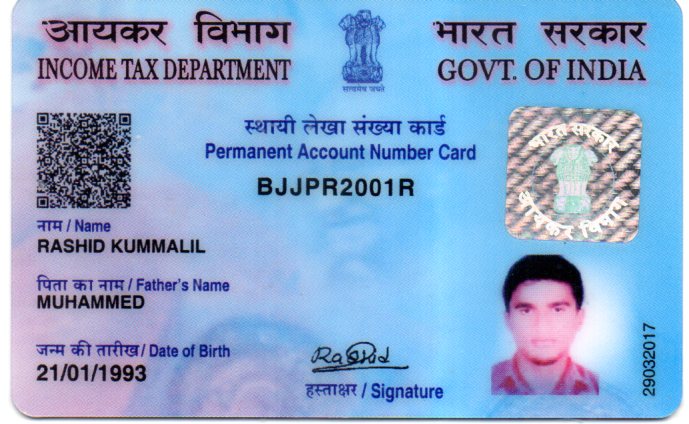 आयकर विभाग
INCOME TAX DEPARTMENT
सत्यमेव जयते
भारत सरकार
GOVT. OF INDIA
स्थायी लेखा संख्या कार्ड
Permanent Account Number Card
BJJPR2001R
भारत सरकार
आयकर विभाग
नाम / Name
RASHID KUMMALIL
पिता का नाम / Father's Name
MUHAMMED
जन्म की तारीख / Date of Birth
21/01/1993
Rashid
हस्ताक्षर / Signature
29032017